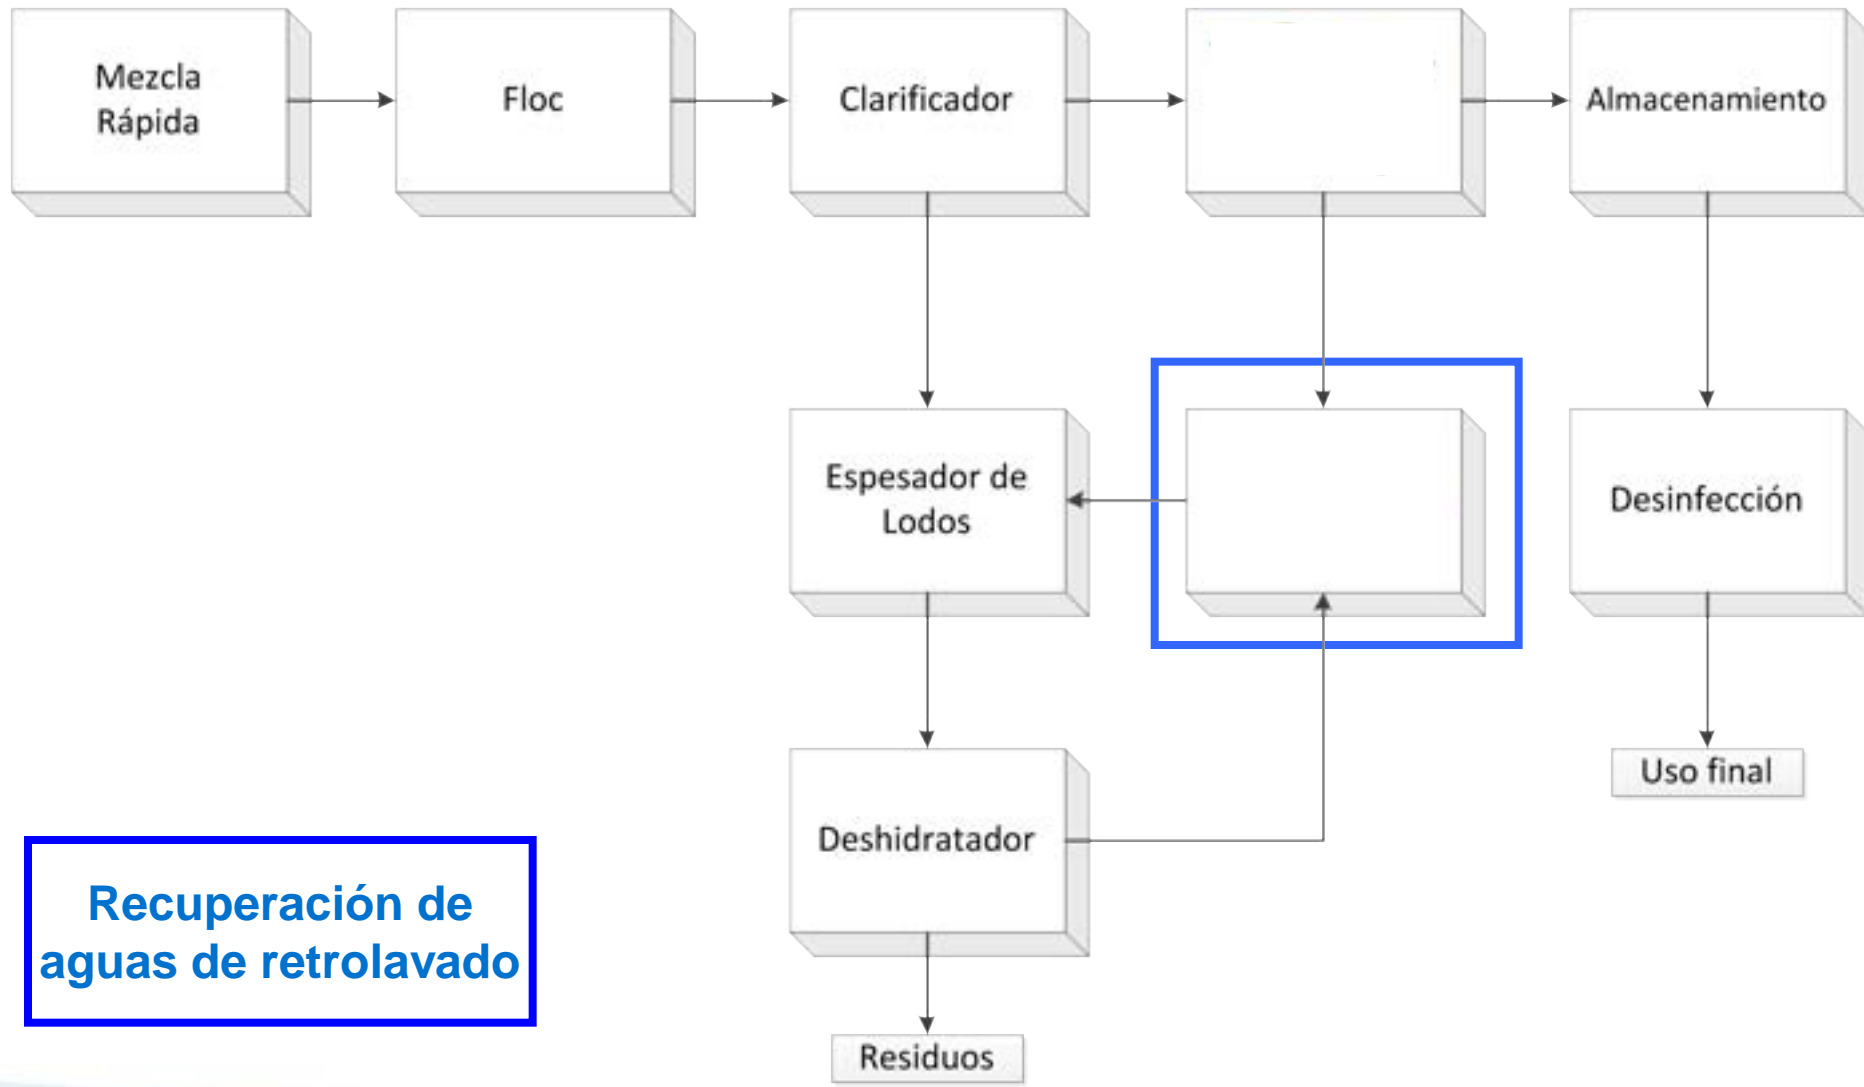 Mezcla
Rápida
Floc
Clarificador
Almacenamiento
Espesador de
Lodos
Desinfección
Deshidratador
Uso final
Residuos
Recuperación de
aguas de retrolavado